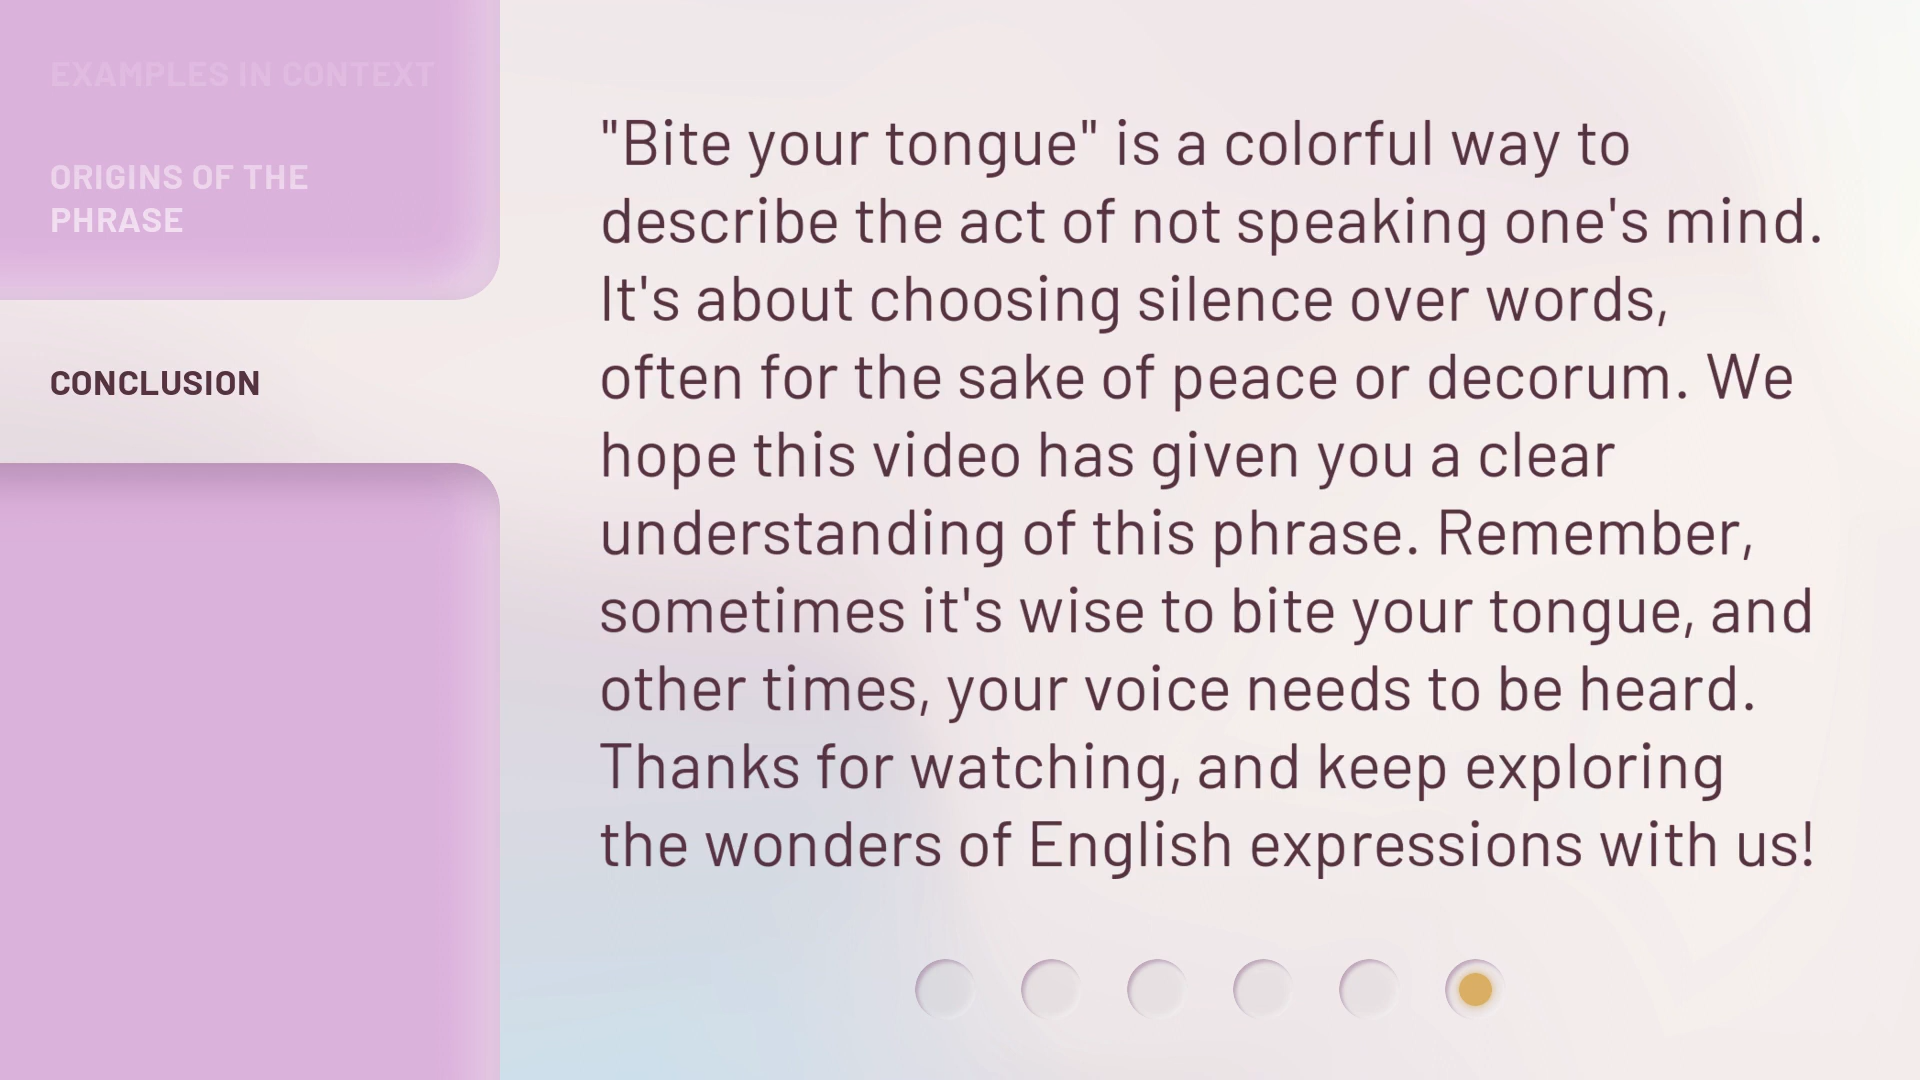 EXAMPLES IN CONTEXT
ORIGINS OF THE
PHRASE
CONCLUSION
"Bite your tongue" is a colorful way to
describe the act of not speaking one's mind.
It's about choosing silence over words,
often for the sake of peace or decorum. We
hope this video has given you a clear
understanding of this phrase. Remember,
sometimes it's wise to bite your tongue, and
other times, your voice needs to be heard.
Thanks for watching, and keep exploring
the wonders of English expressions with us!